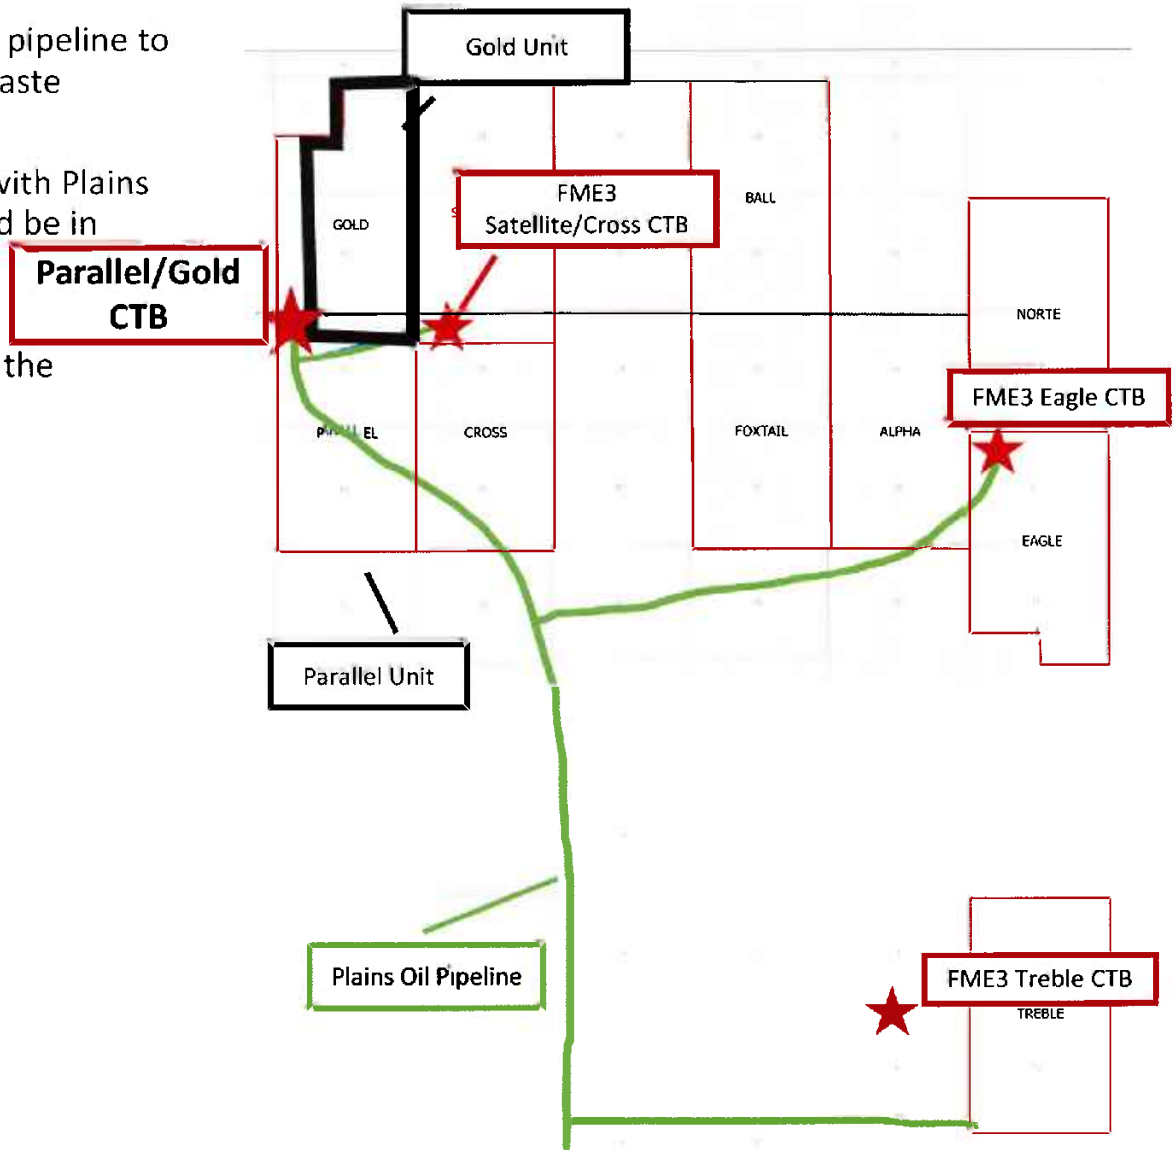 pipeline to
aste
Gold Unit
with Plains
d be in
the
FME3
Satellite/Cross CTB
BALL
GOLD
Parallel/Gold
CTB
NORTE
FME3 Eagle CTB
CROSS
FOXTAIL
ALPHA
EAGLE
Parallel Unit
Plains Oil Pipeline
FME3 Treble CTB
TREBLE